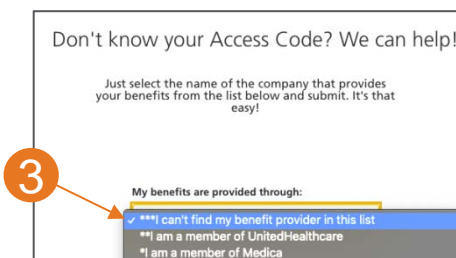 Don't know your Access Code? We can help!
Just select the name of the company that provides
your benefits from the list below and submit. It's that
easy!
3
My benefits are provided through:
✓ ***I can't find my benefit provider in this list
**I am a member of UnitedHealthcare
*I am a member of Medica